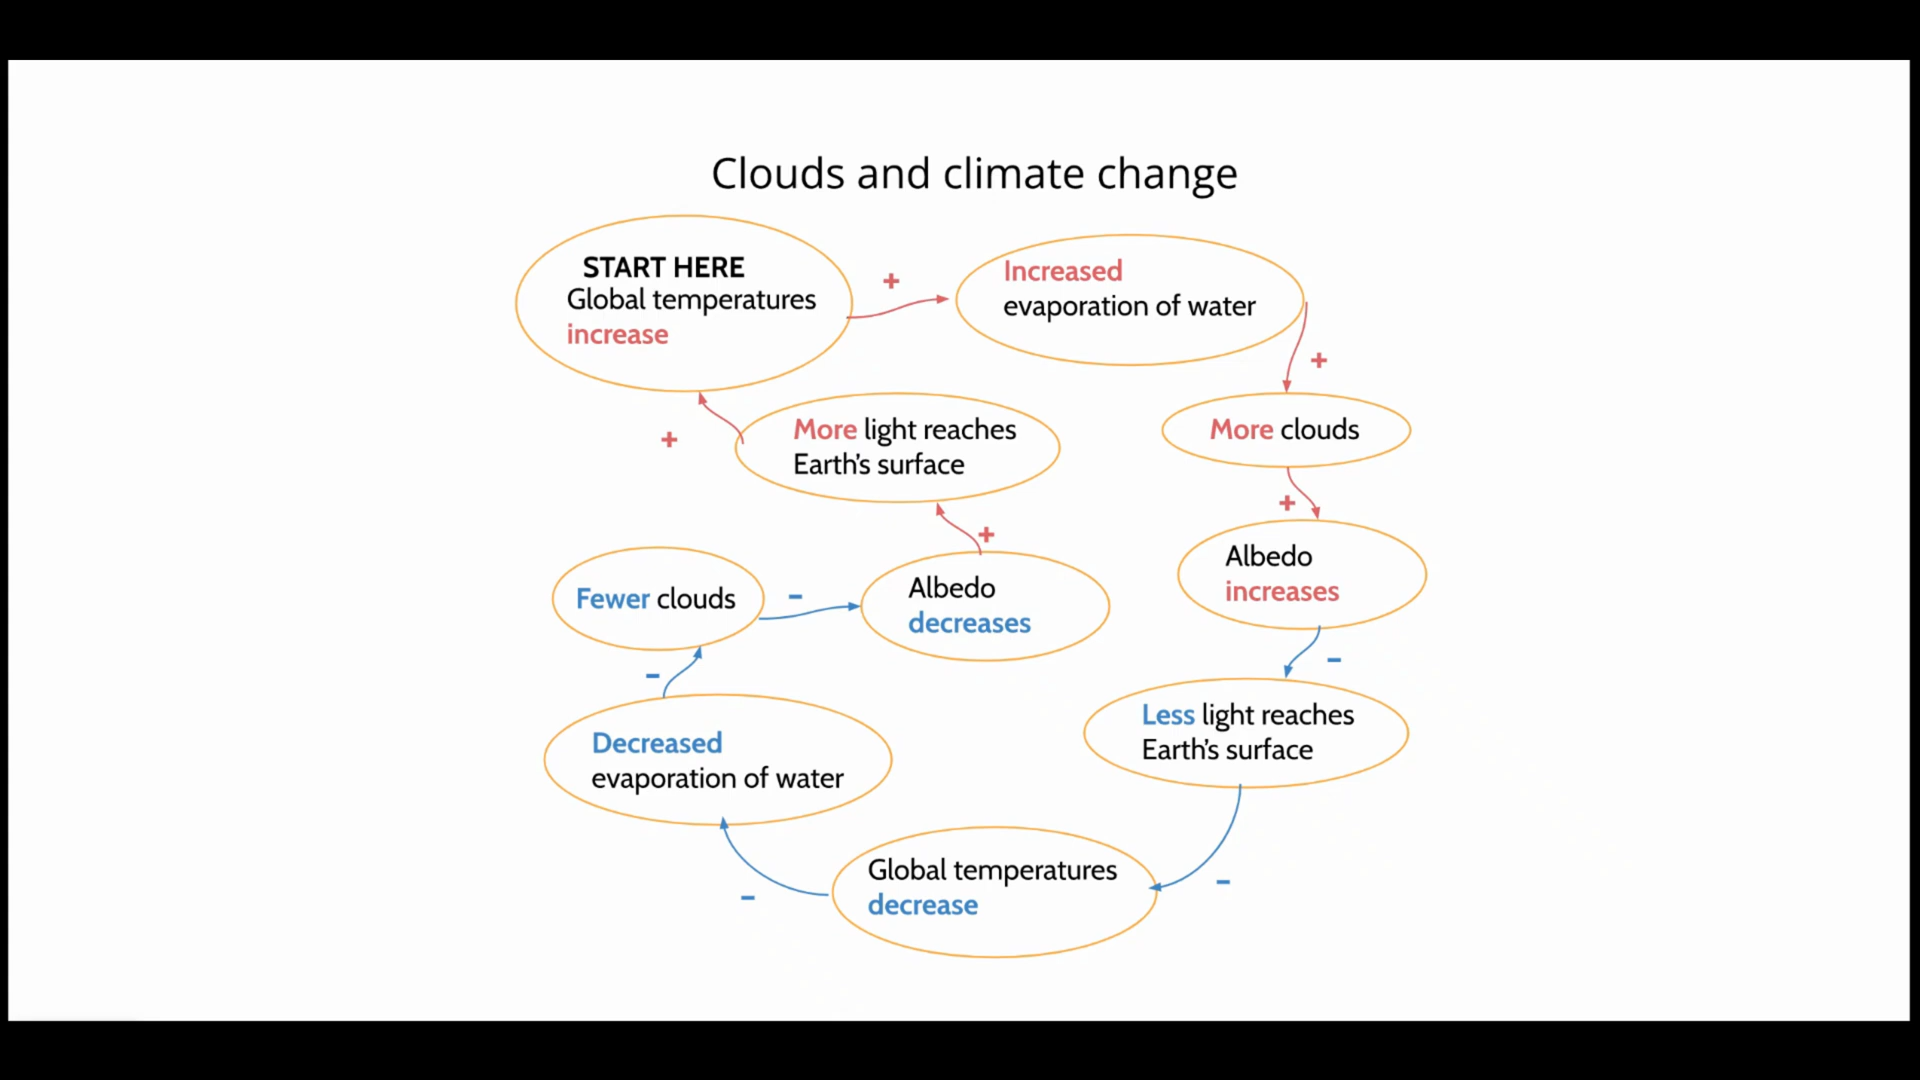 Clouds and climate change
START HERE
Global temperatures
increase
+
Increased
evaporation of water
+
More clouds
+
Albedo
increases
-
Less light reaches
Earth's surface
-
Global temperatures
decrease
-
Decreased
evaporation of water
-
Fewer clouds
-
Albedo
decreases
+
More light reaches
Earth's surface
+